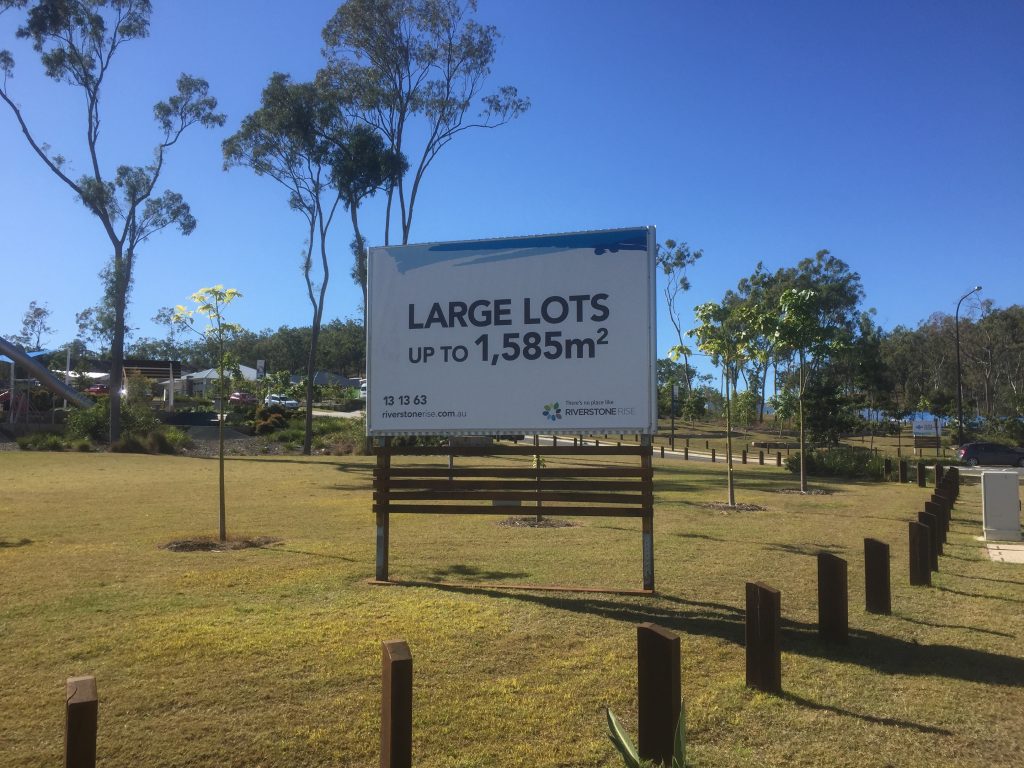 LARGE LOTS
UP TO 1,585m²
13 13 63
riverstonerise.com.au
There's no place like
RIVERSTONE RISE